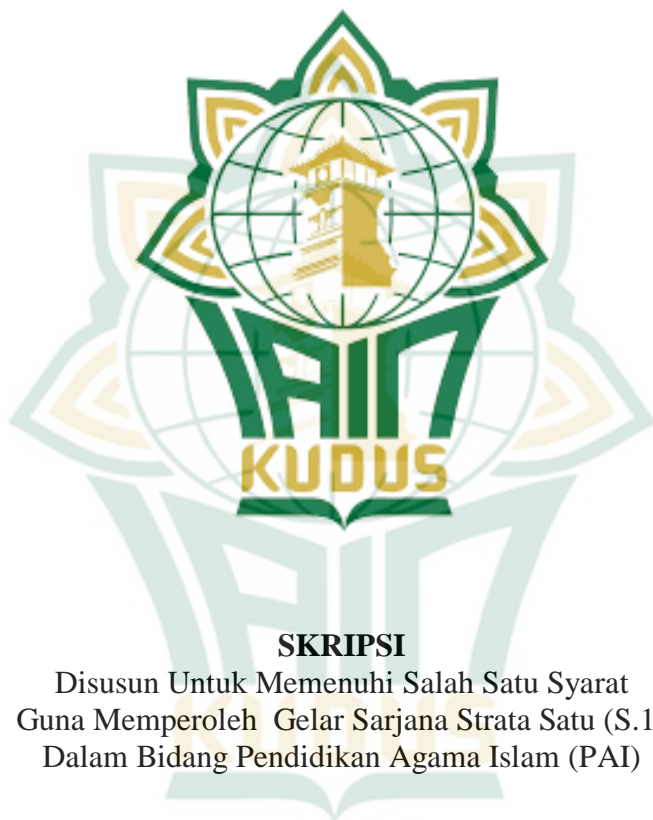 IAIN
KUDUS
SKRIPSI
Disusun Untuk Memenuhi Salah Satu Syarat
Guna Memperoleh Gelar Sarjana Strata Satu (S.1
Dalam Bidang Pendidikan Agama Islam (PAI)